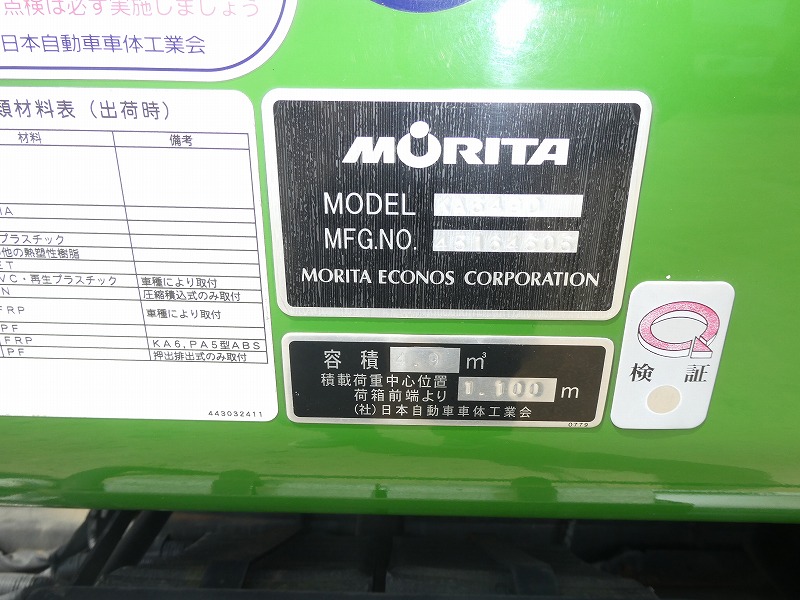 点検は必ず実施しましょう
日本自動車車体工業会
類材料表（出荷時）
材料 備考
プラスチック
他の熱塑性樹脂
VC・再生プラスチック 車種により取付
圧縮積込式のみ取付
FRP 車種により取付
PF
FRP KA6,PA5型ABS
PF 押出排出式のみ取付
443032411
MORITA
MODEL
MFG.NO.
MORITA ECONOS CORPORATION
容積 4.9 m³
積載荷重中心位置
荷箱前端より 1.100 m
(社)日本自動車車体工業会
0779
検証